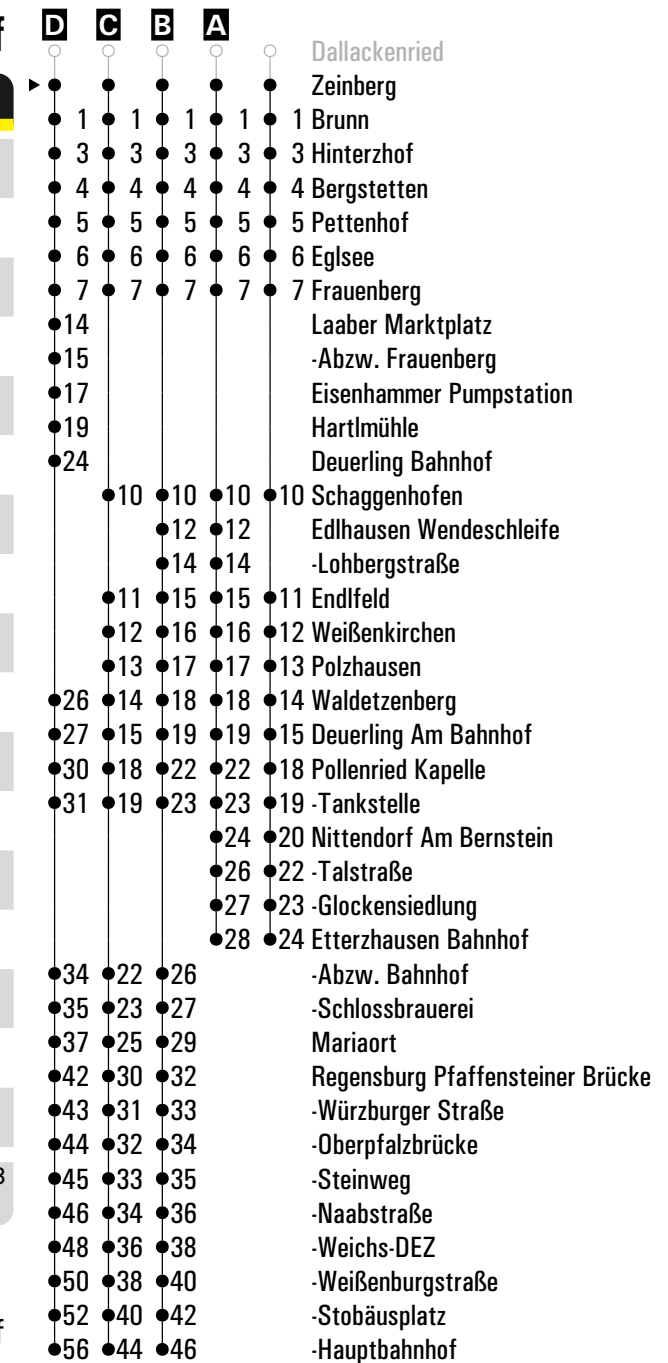 f D C B A
Dallackenried
Zeinberg
1 1 1 1 1 Brunn
3 3 3 3 3 Hinterzhof
4 4 4 4 4 Bergstetten
5 5 5 5 5 Pettenhof
6 6 6 6 6 Eglsee
7 7 7 7 7 Frauenberg
14 Laaber Marktplatz
15 -Abzw. Frauenberg
17 Eisenhammer Pumpstation
19 Hartlmühle
24 Deuerling Bahnhof
10 10 10 10 Schaggenhofen
12 12 Edlhausen Wendeschleife
14 14 -Lohbergstraße
11 15 15 11 Endlfeld
12 16 16 12 Weißenkirchen
13 17 17 13 Polzhausen
26 14 18 18 14 Waldetzenberg
27 15 19 19 15 Deuerling Am Bahnhof
30 18 22 22 18 Pollenried Kapelle
31 19 23 23 19 -Tankstelle
24 20 Nittendorf Am Bernstein
26 22 -Talstraße
27 23 -Glockensiedlung
28 24 Etterzhausen Bahnhof
34 22 26 -Abzw. Bahnhof
35 23 27 -Schlossbrauerei
37 25 29 Mariaort
42 30 32 Regensburg Pfaffensteiner Brücke
43 31 33 -Würzburger Straße
44 32 34 -Oberpfalzbrücke
3 45 33 35 -Steinweg
46 34 36 -Naabstraße
48 36 38 -Weichs-DEZ
50 38 40 -Weißenburgstraße
f 52 40 42 -Stobäusplatz
56 44 46 -Hauptbahnhof